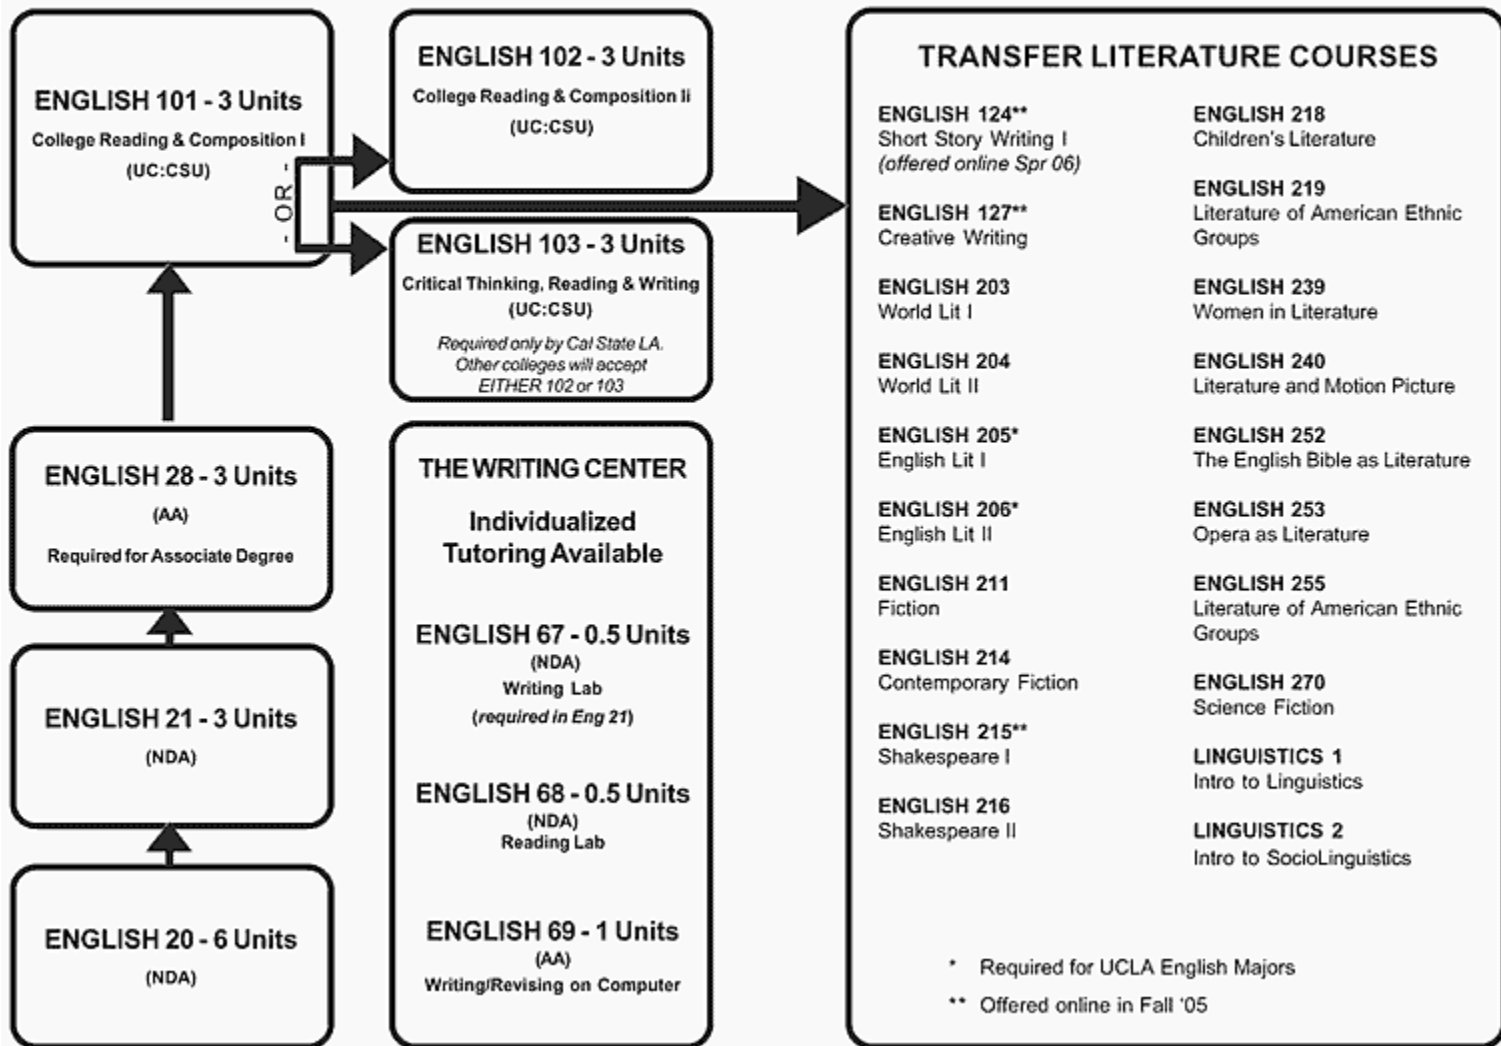 ENGLISH 101 - 3 Units
College Reading & Composition I
(UC:CSU)
- OR -
ENGLISH 102 - 3 Units
College Reading & Composition Ii
(UC:CSU)
ENGLISH 103 - 3 Units
Critical Thinking, Reading & Writing
(UC:CSU)
Required only by Cal State LA.
Other colleges will accept
EITHER 102 or 103
ENGLISH 28 - 3 Units
(AA)
Required for Associate Degree
ENGLISH 21 - 3 Units
(NDA)
ENGLISH 20 - 6 Units
(NDA)
THE WRITING CENTER
Individualized
Tutoring Available
ENGLISH 67 - 0.5 Units
(NDA)
Writing Lab
(required in Eng 21)
ENGLISH 68 - 0.5 Units
(NDA)
Reading Lab
ENGLISH 69 - 1 Units
(AA)
Writing/Revising on Computer
TRANSFER LITERATURE COURSES
ENGLISH 124**
Short Story Writing I
(offered online Spr 06)
ENGLISH 127**
Creative Writing
ENGLISH 203
World Lit I
ENGLISH 204
World Lit II
ENGLISH 205*
English Lit I
ENGLISH 206*
English Lit II
ENGLISH 211
Fiction
ENGLISH 214
Contemporary Fiction
ENGLISH 215**
Shakespeare I
ENGLISH 216
Shakespeare II
ENGLISH 218
Children's Literature
ENGLISH 219
Literature of American Ethnic
Groups
ENGLISH 239
Women in Literature
ENGLISH 240
Literature and Motion Picture
ENGLISH 252
The English Bible as Literature
ENGLISH 253
Opera as Literature
ENGLISH 255
Literature of American Ethnic
Groups
ENGLISH 270
Science Fiction
LINGUISTICS 1
Intro to Linguistics
LINGUISTICS 2
Intro to SocioLinguistics
* Required for UCLA English Majors
** Offered online in Fall '05